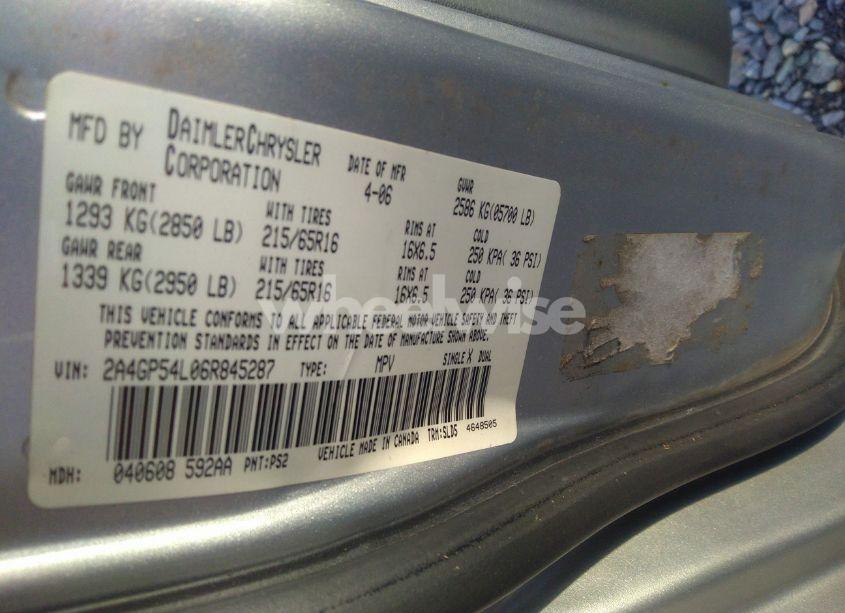 MFD BY DAIMLERCHRYSLER CORPORATION
DATE OF MFR 4-06
GVWR 2586 KG(05700 LB)
GAWR FRONT WITH TIRES RIMS AT COLD
1293 KG(2850 LB) 215/65R16 16X6.5 250 KPA( 36 PSI)
GAWR REAR WITH TIRES RIMS AT COLD
1339 KG(2950 LB) 215/65R16 16X6.5 250 KPA( 36 PSI)
THIS VEHICLE CONFORMS TO ALL APPLICABLE FEDERAL MOTOR VEHICLE SAFETY AND THEFT
PREVENTION STANDARDS IN EFFECT ON THE DATE OF MANUFACTURE SHOWN ABOVE.
VIN: 2A4GP54L06R845287 TYPE: MPV SINGLE X DUAL
VEHICLE MADE IN CANADA TRM:SLD5 4648505
MDH: 040608 592AA PNT:PS2
Wheelwise